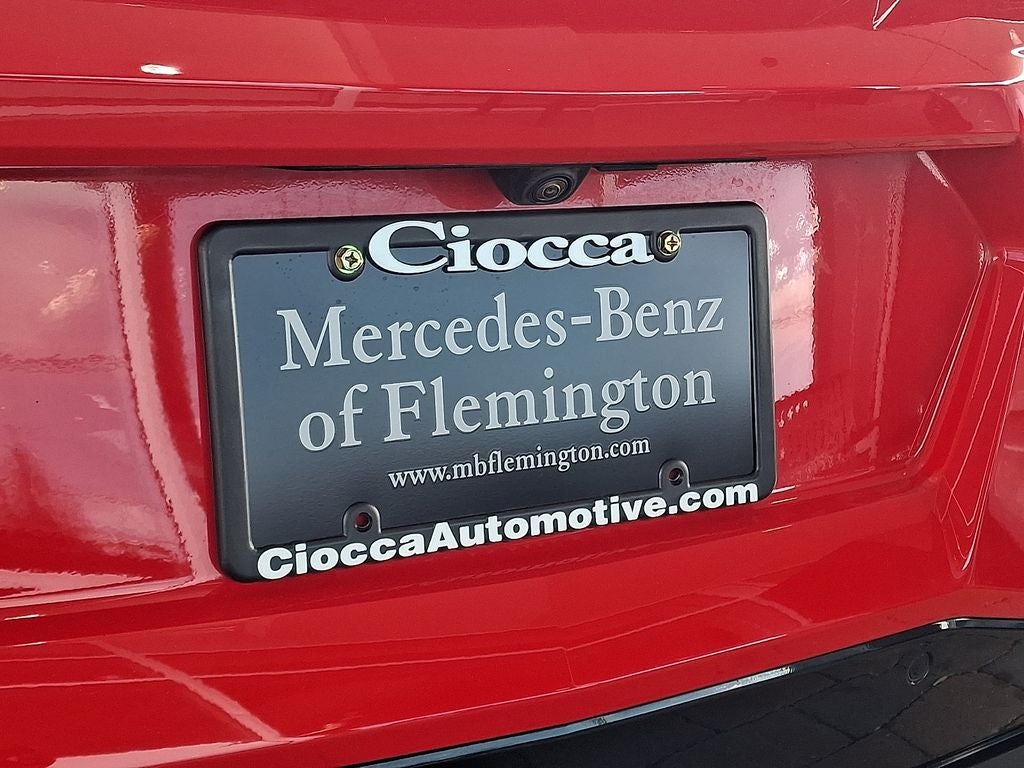 Ciocca
Mercedes-Benz
of Flemington
www.mbflemington.com
CioccaAutomotive.com